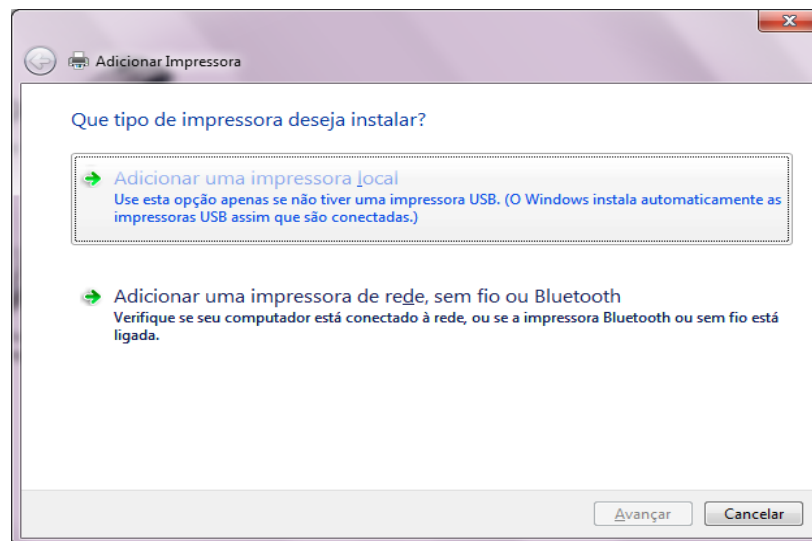 Adicionar Impressora
Que tipo de impressora deseja instalar?
Adicionar uma impressora local
Use esta opção apenas se não tiver uma impressora USB. (O Windows instala automaticamente as
impressoras USB assim que são conectadas.)
Adicionar uma impressora de rede, sem fio ou Bluetooth
Verifique se seu computador está conectado à rede, ou se a impressora Bluetooth ou sem fio está
ligada.
Avançar
Cancelar